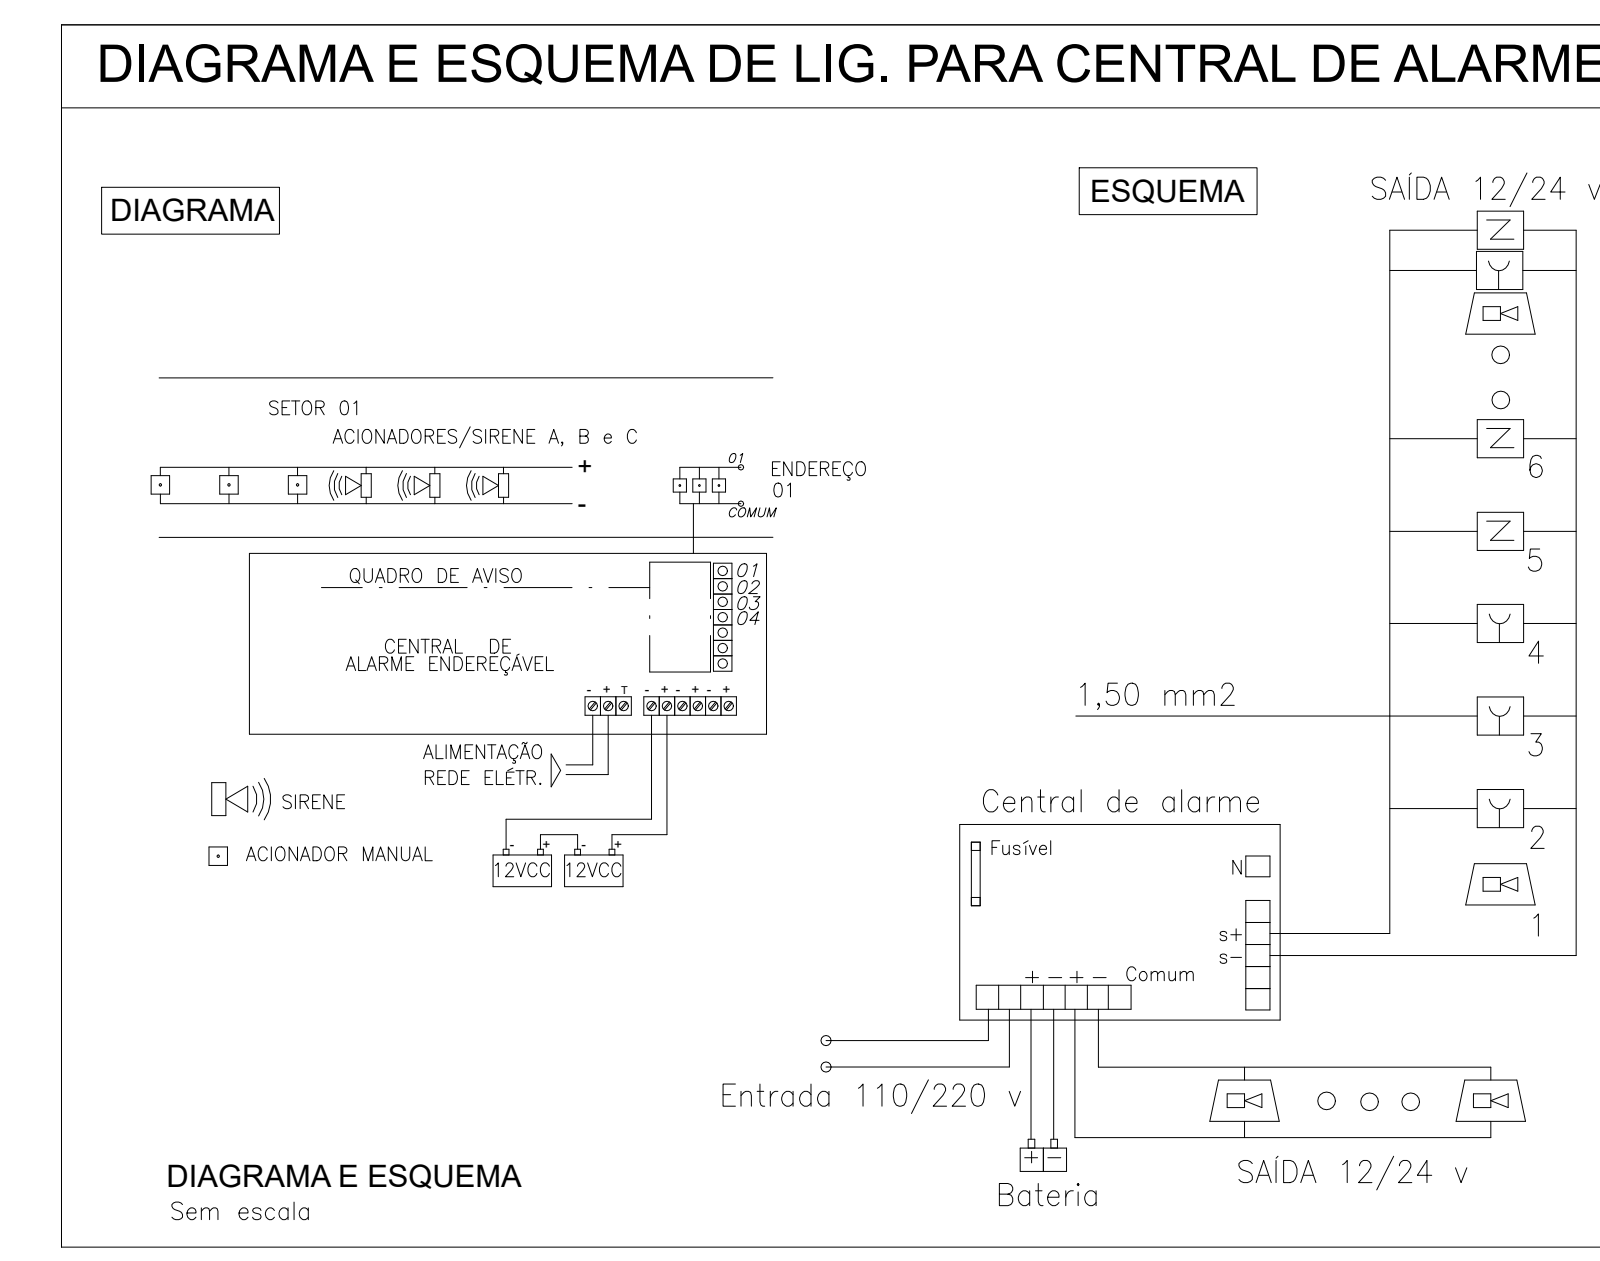 DIAGRAMA E ESQUEMA DE LIG. PARA CENTRAL DE ALARME
DIAGRAMA
SETOR 01
ACIONADORES/SIRENE A, B e C
+
-
01
ENDEREÇO
01
COMUM
QUADRO DE AVISO
01
02
03
04
CENTRAL DE
ALARME ENDEREÇÁVEL
- + T - + - + - +
ALIMENTAÇÃO
REDE ELÉTR.
SIRENE
ACIONADOR MANUAL
- + - +
12VCC 12VCC
ESQUEMA
SAÍDA 12/24 v
6
5
4
1,50 mm2
3
2
1
Central de alarme
Fusível
N
s+
s-
+ - + - Comum
Entrada 110/220 v
+ -
Bateria
SAÍDA 12/24 v
DIAGRAMA E ESQUEMA
Sem escala